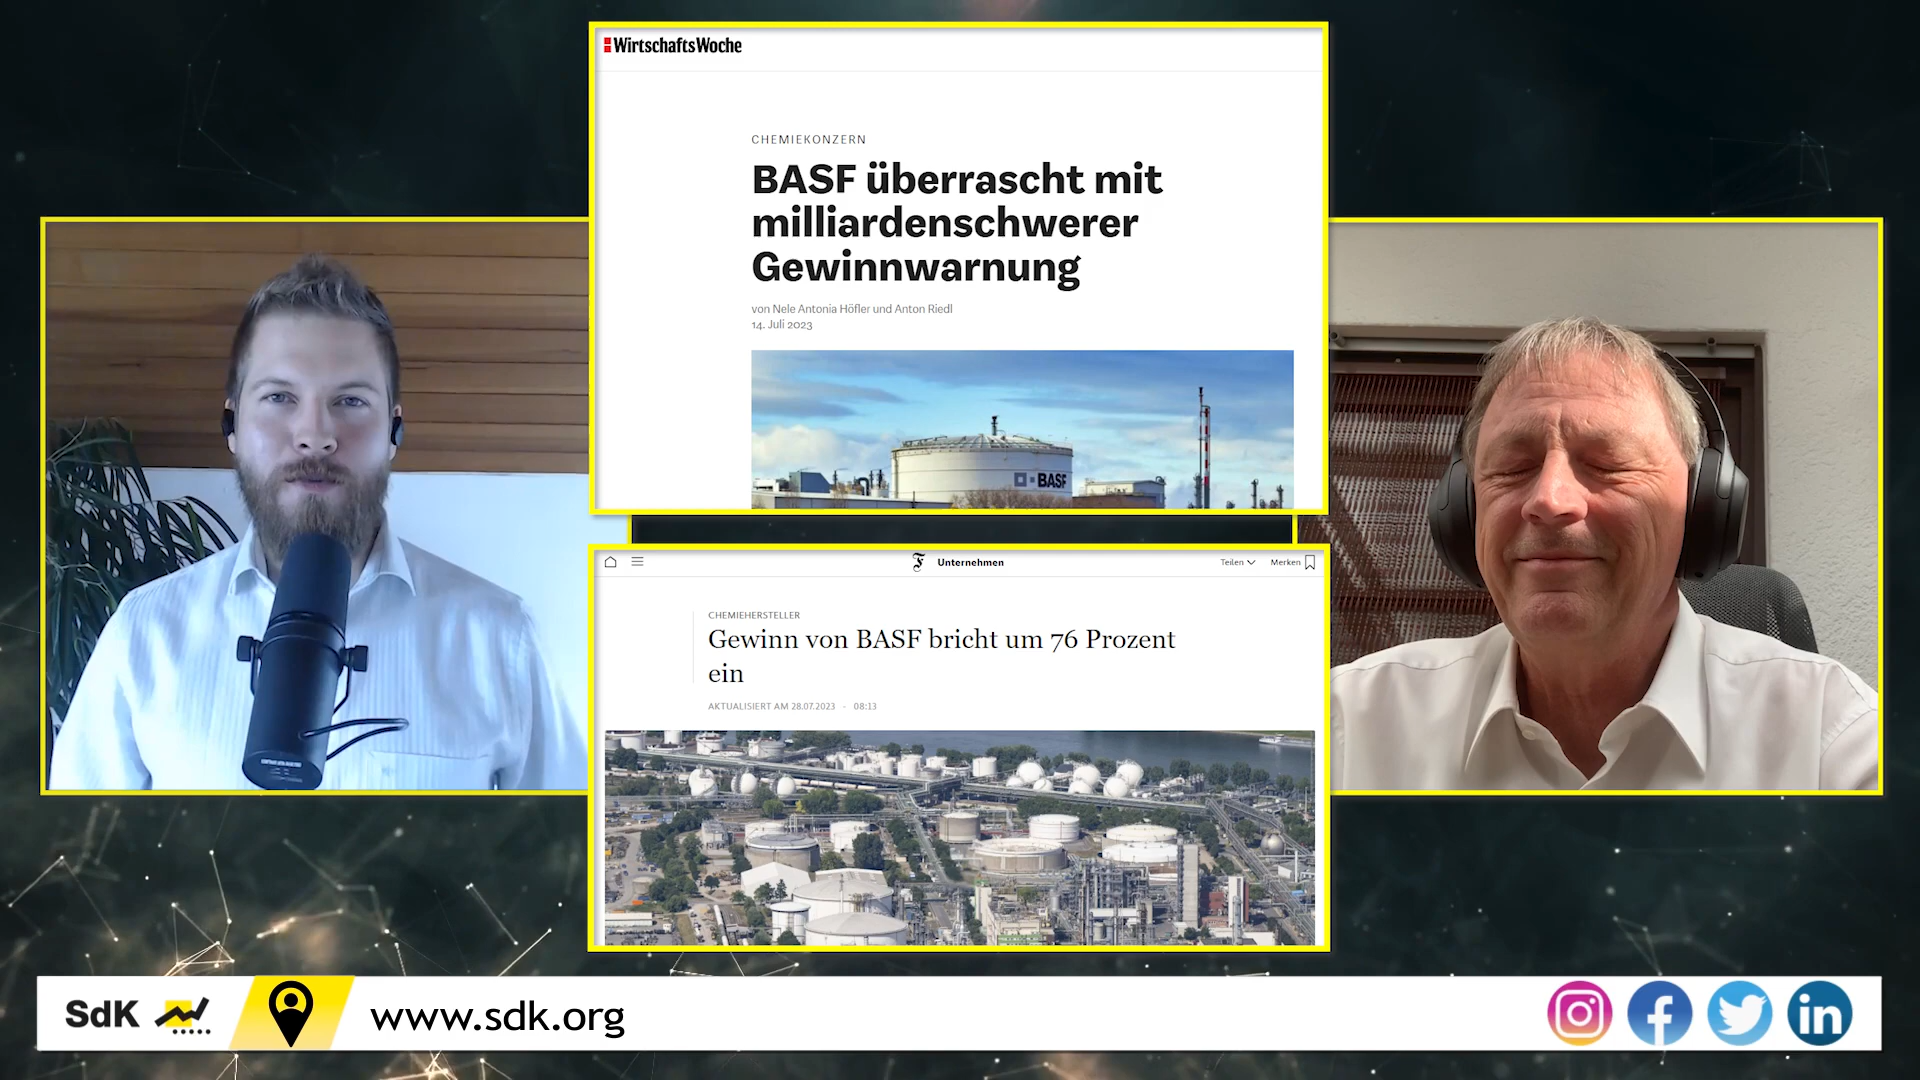 WirtschaftsWoche
CHEMIEKONZERN
BASF überrascht mit
milliardenschwerer
Gewinnwarnung
von Nele Antonia Höfler und Anton Riedl
14. Juli 2023
BASF
Unternehmen
Teilen
Merken
CHEMIEHERSTELLER
Gewinn von BASF bricht um 76 Prozent
ein
AKTUALISIERT AM 28.07.2023 - 08:13
SdK
www.sdk.org